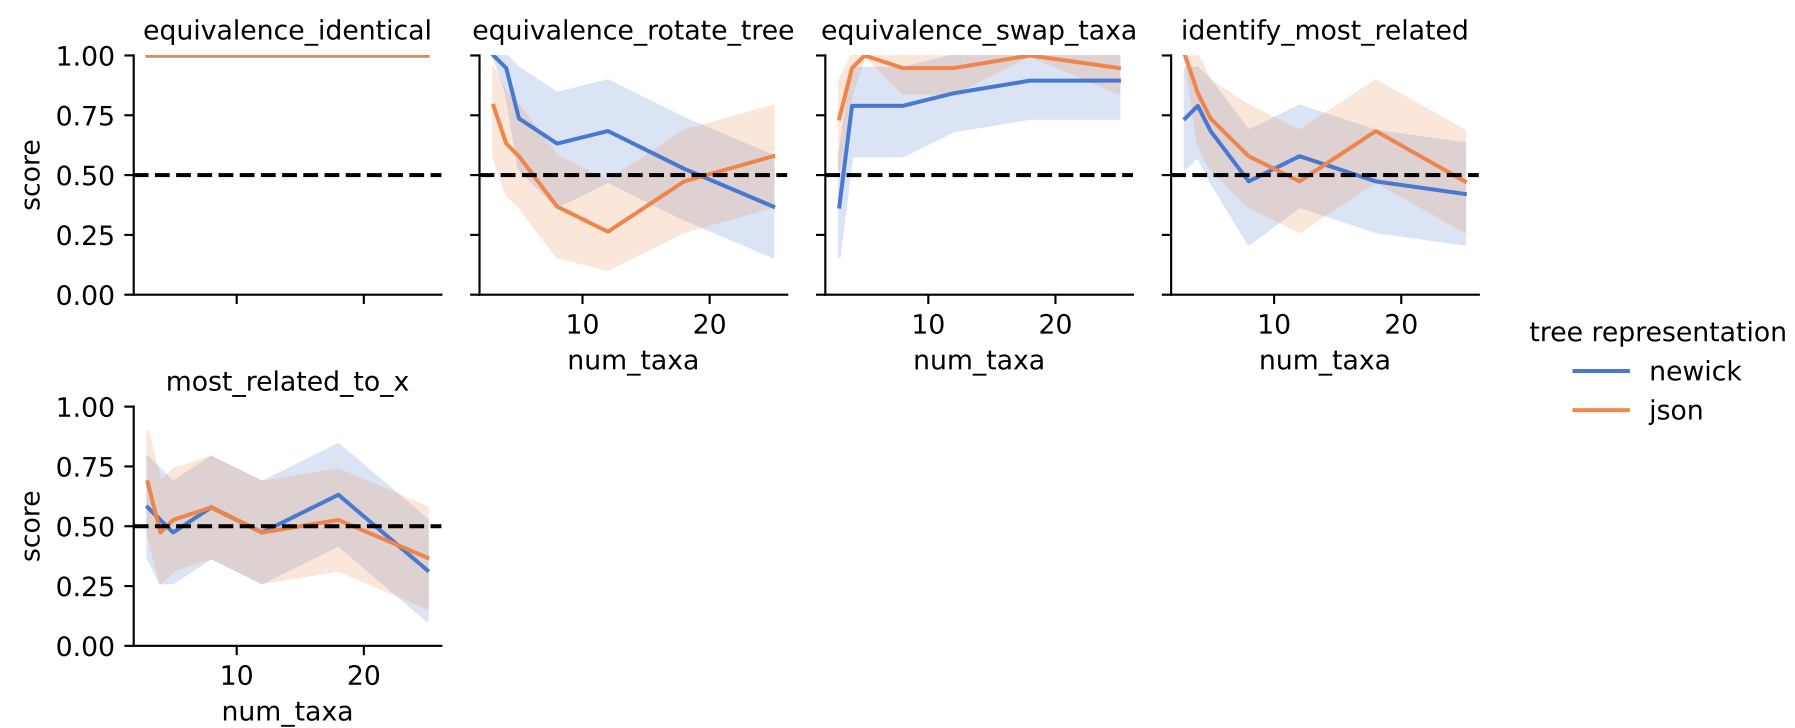 equivalence_identical
equivalence_rotate_tree
equivalence_swap_taxa
identify_most_related
1.00
0.75
0.50
0.25
0.00
score
10
20
num_taxa
10
20
num_taxa
10
20
num_taxa
most_related_to_x
1.00
0.75
0.50
0.25
0.00
score
10
20
num_taxa
tree representation
newick
json